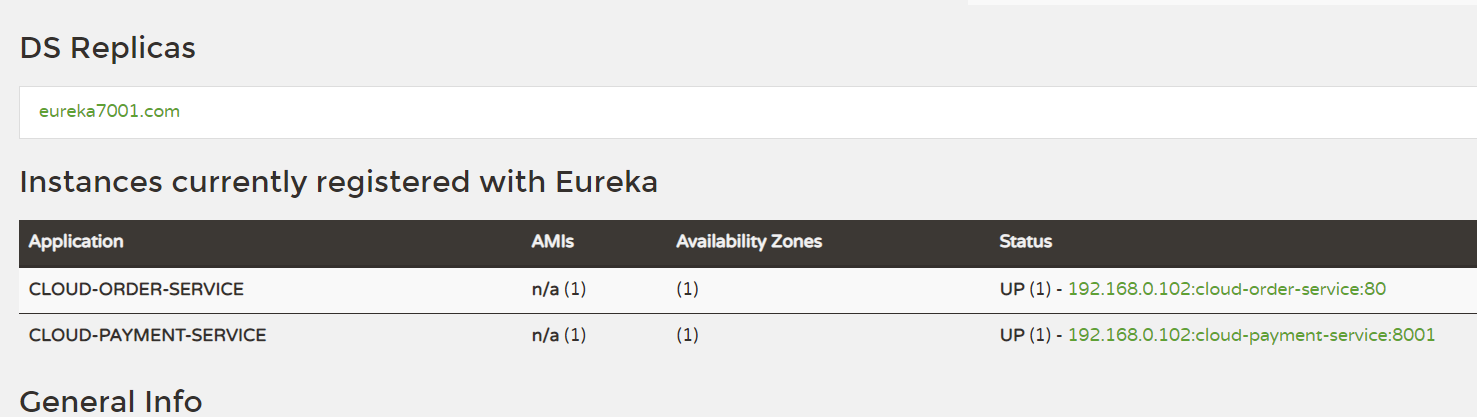 DS Replicas
eureka7001.com
Instances currently registered with Eureka
Application AMIs Availability Zones Status
CLOUD-ORDER-SERVICE n/a (1) (1) UP (1) - 192.168.0.102:cloud-order-service:80
CLOUD-PAYMENT-SERVICE n/a (1) (1) UP (1) - 192.168.0.102:cloud-payment-service:8001
General Info